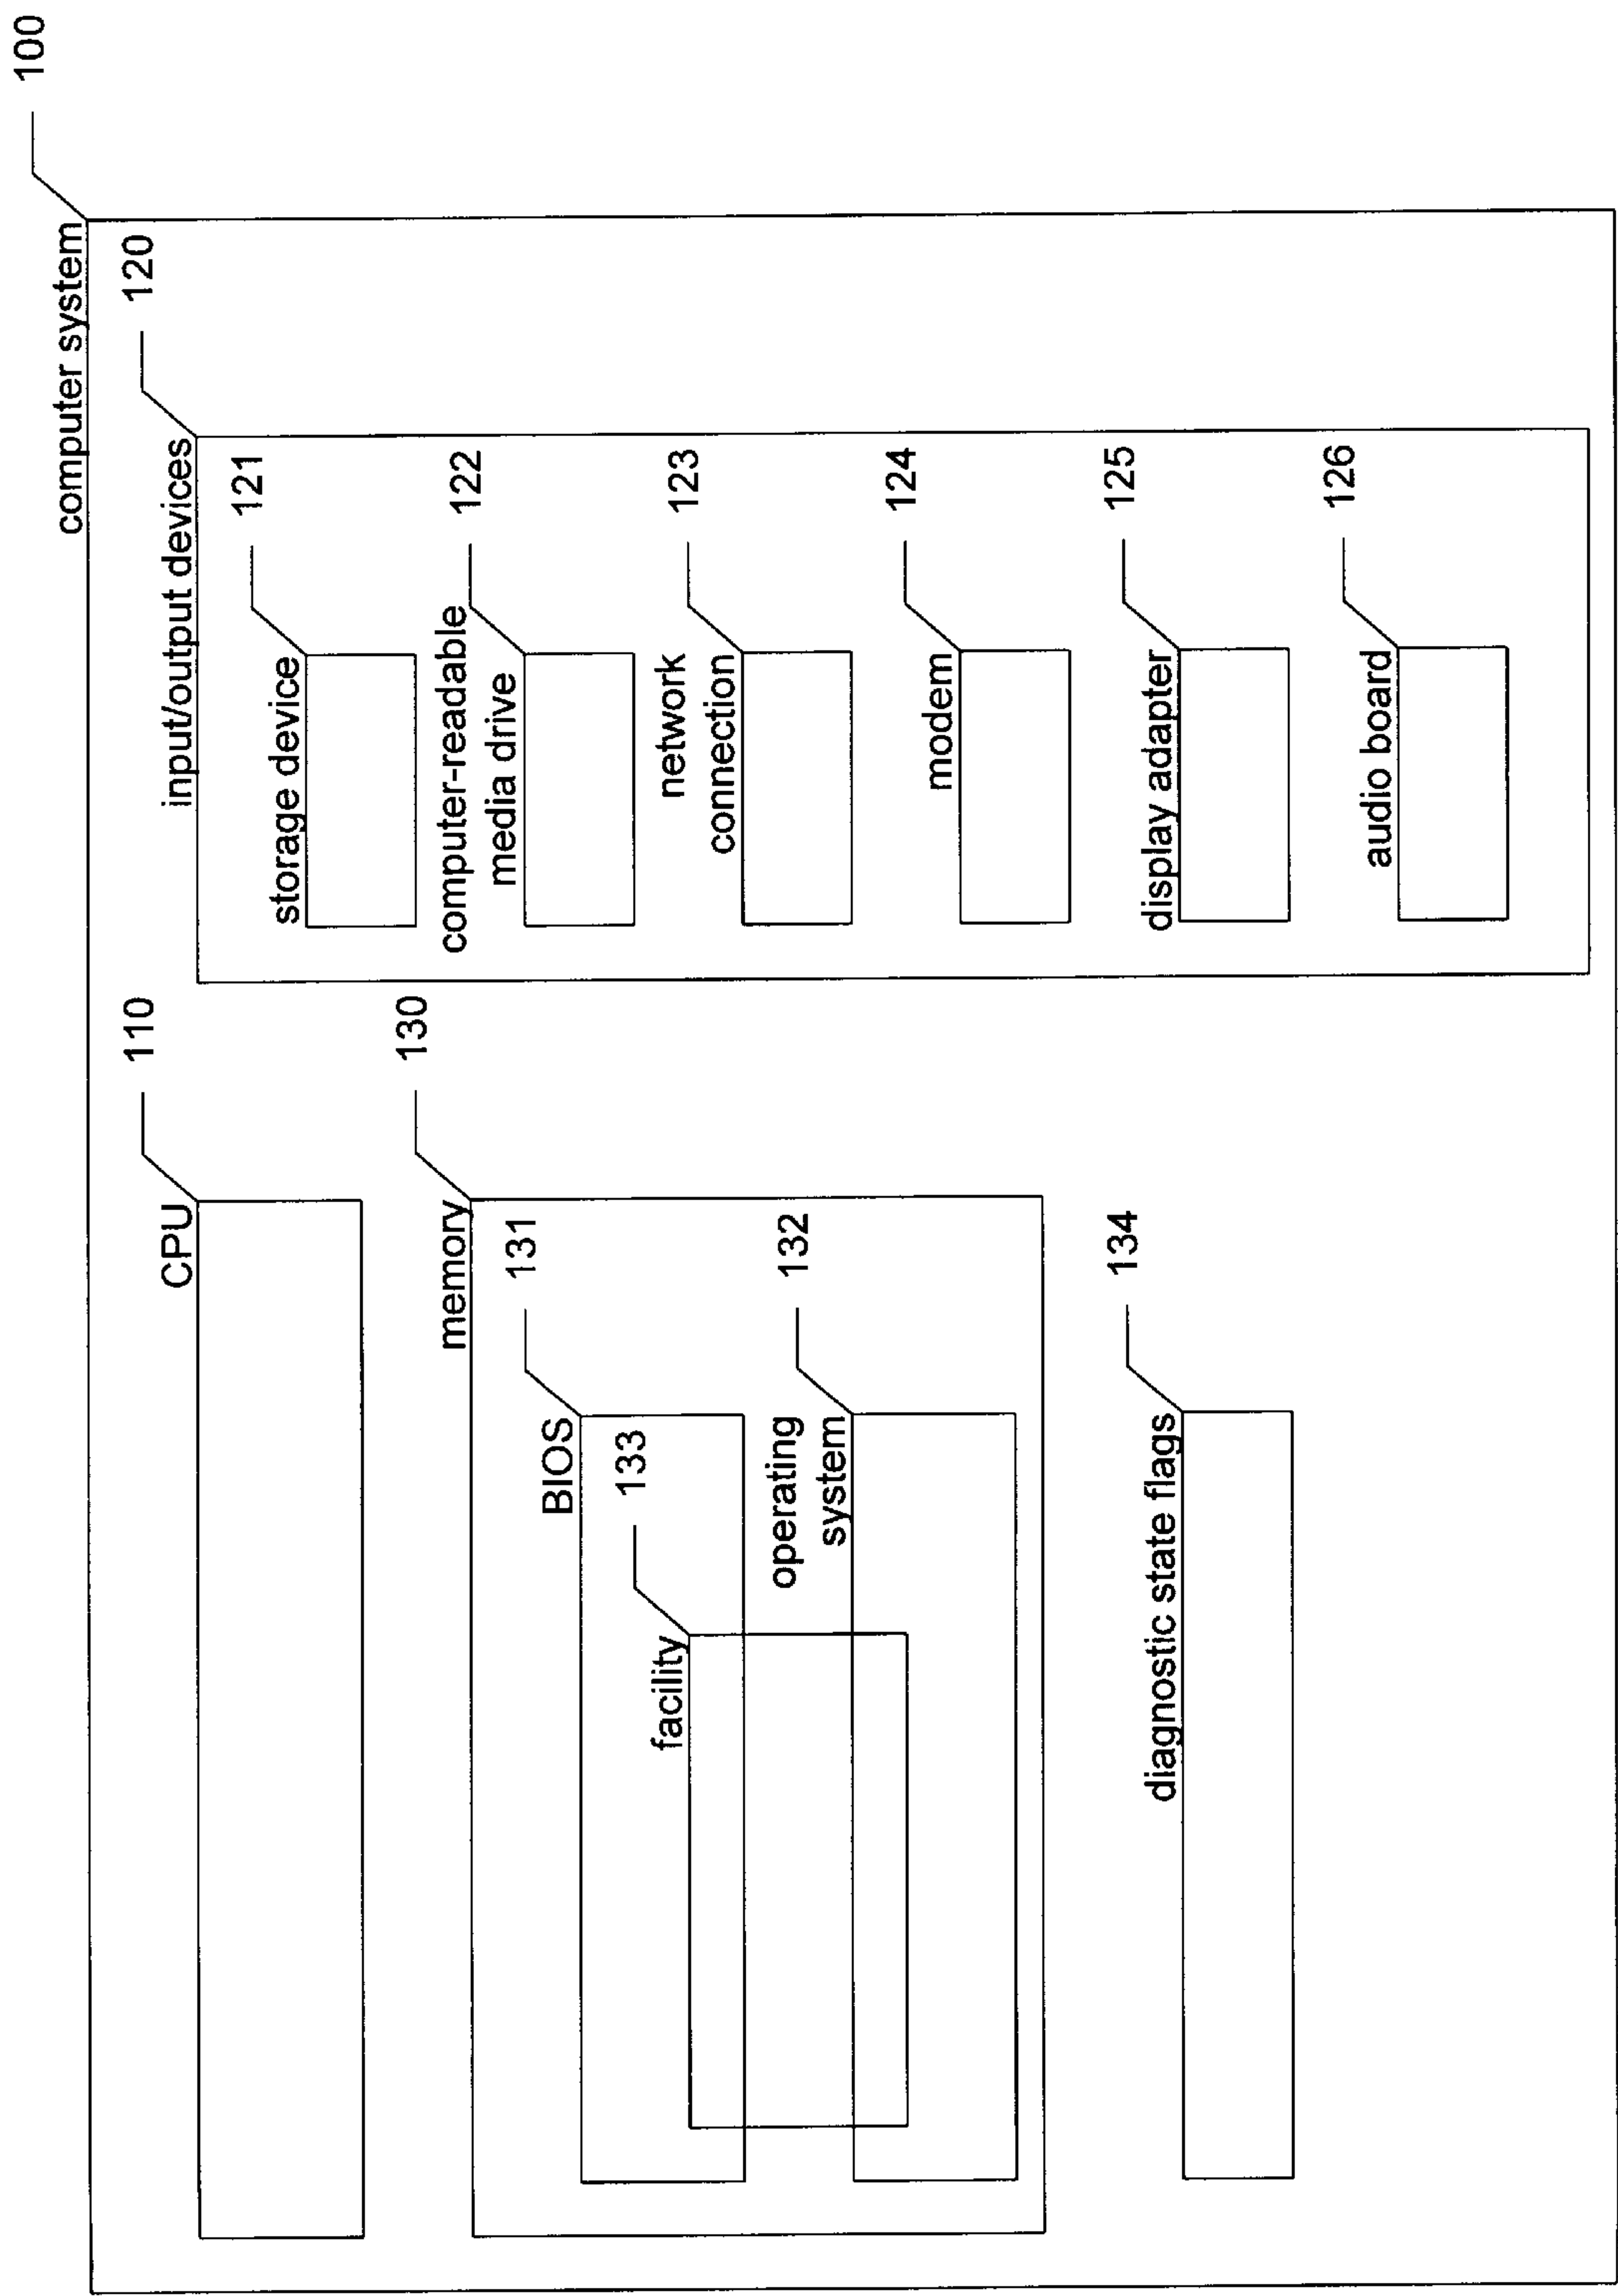 100
computer system
110
CPU
120
input/output devices
121
storage device
122
computer-readable
media drive
123
network
connection
124
modem
125
display adapter
126
audio board
130
memory
131
BIOS
133
facility
132
operating
system
134
diagnostic state flags